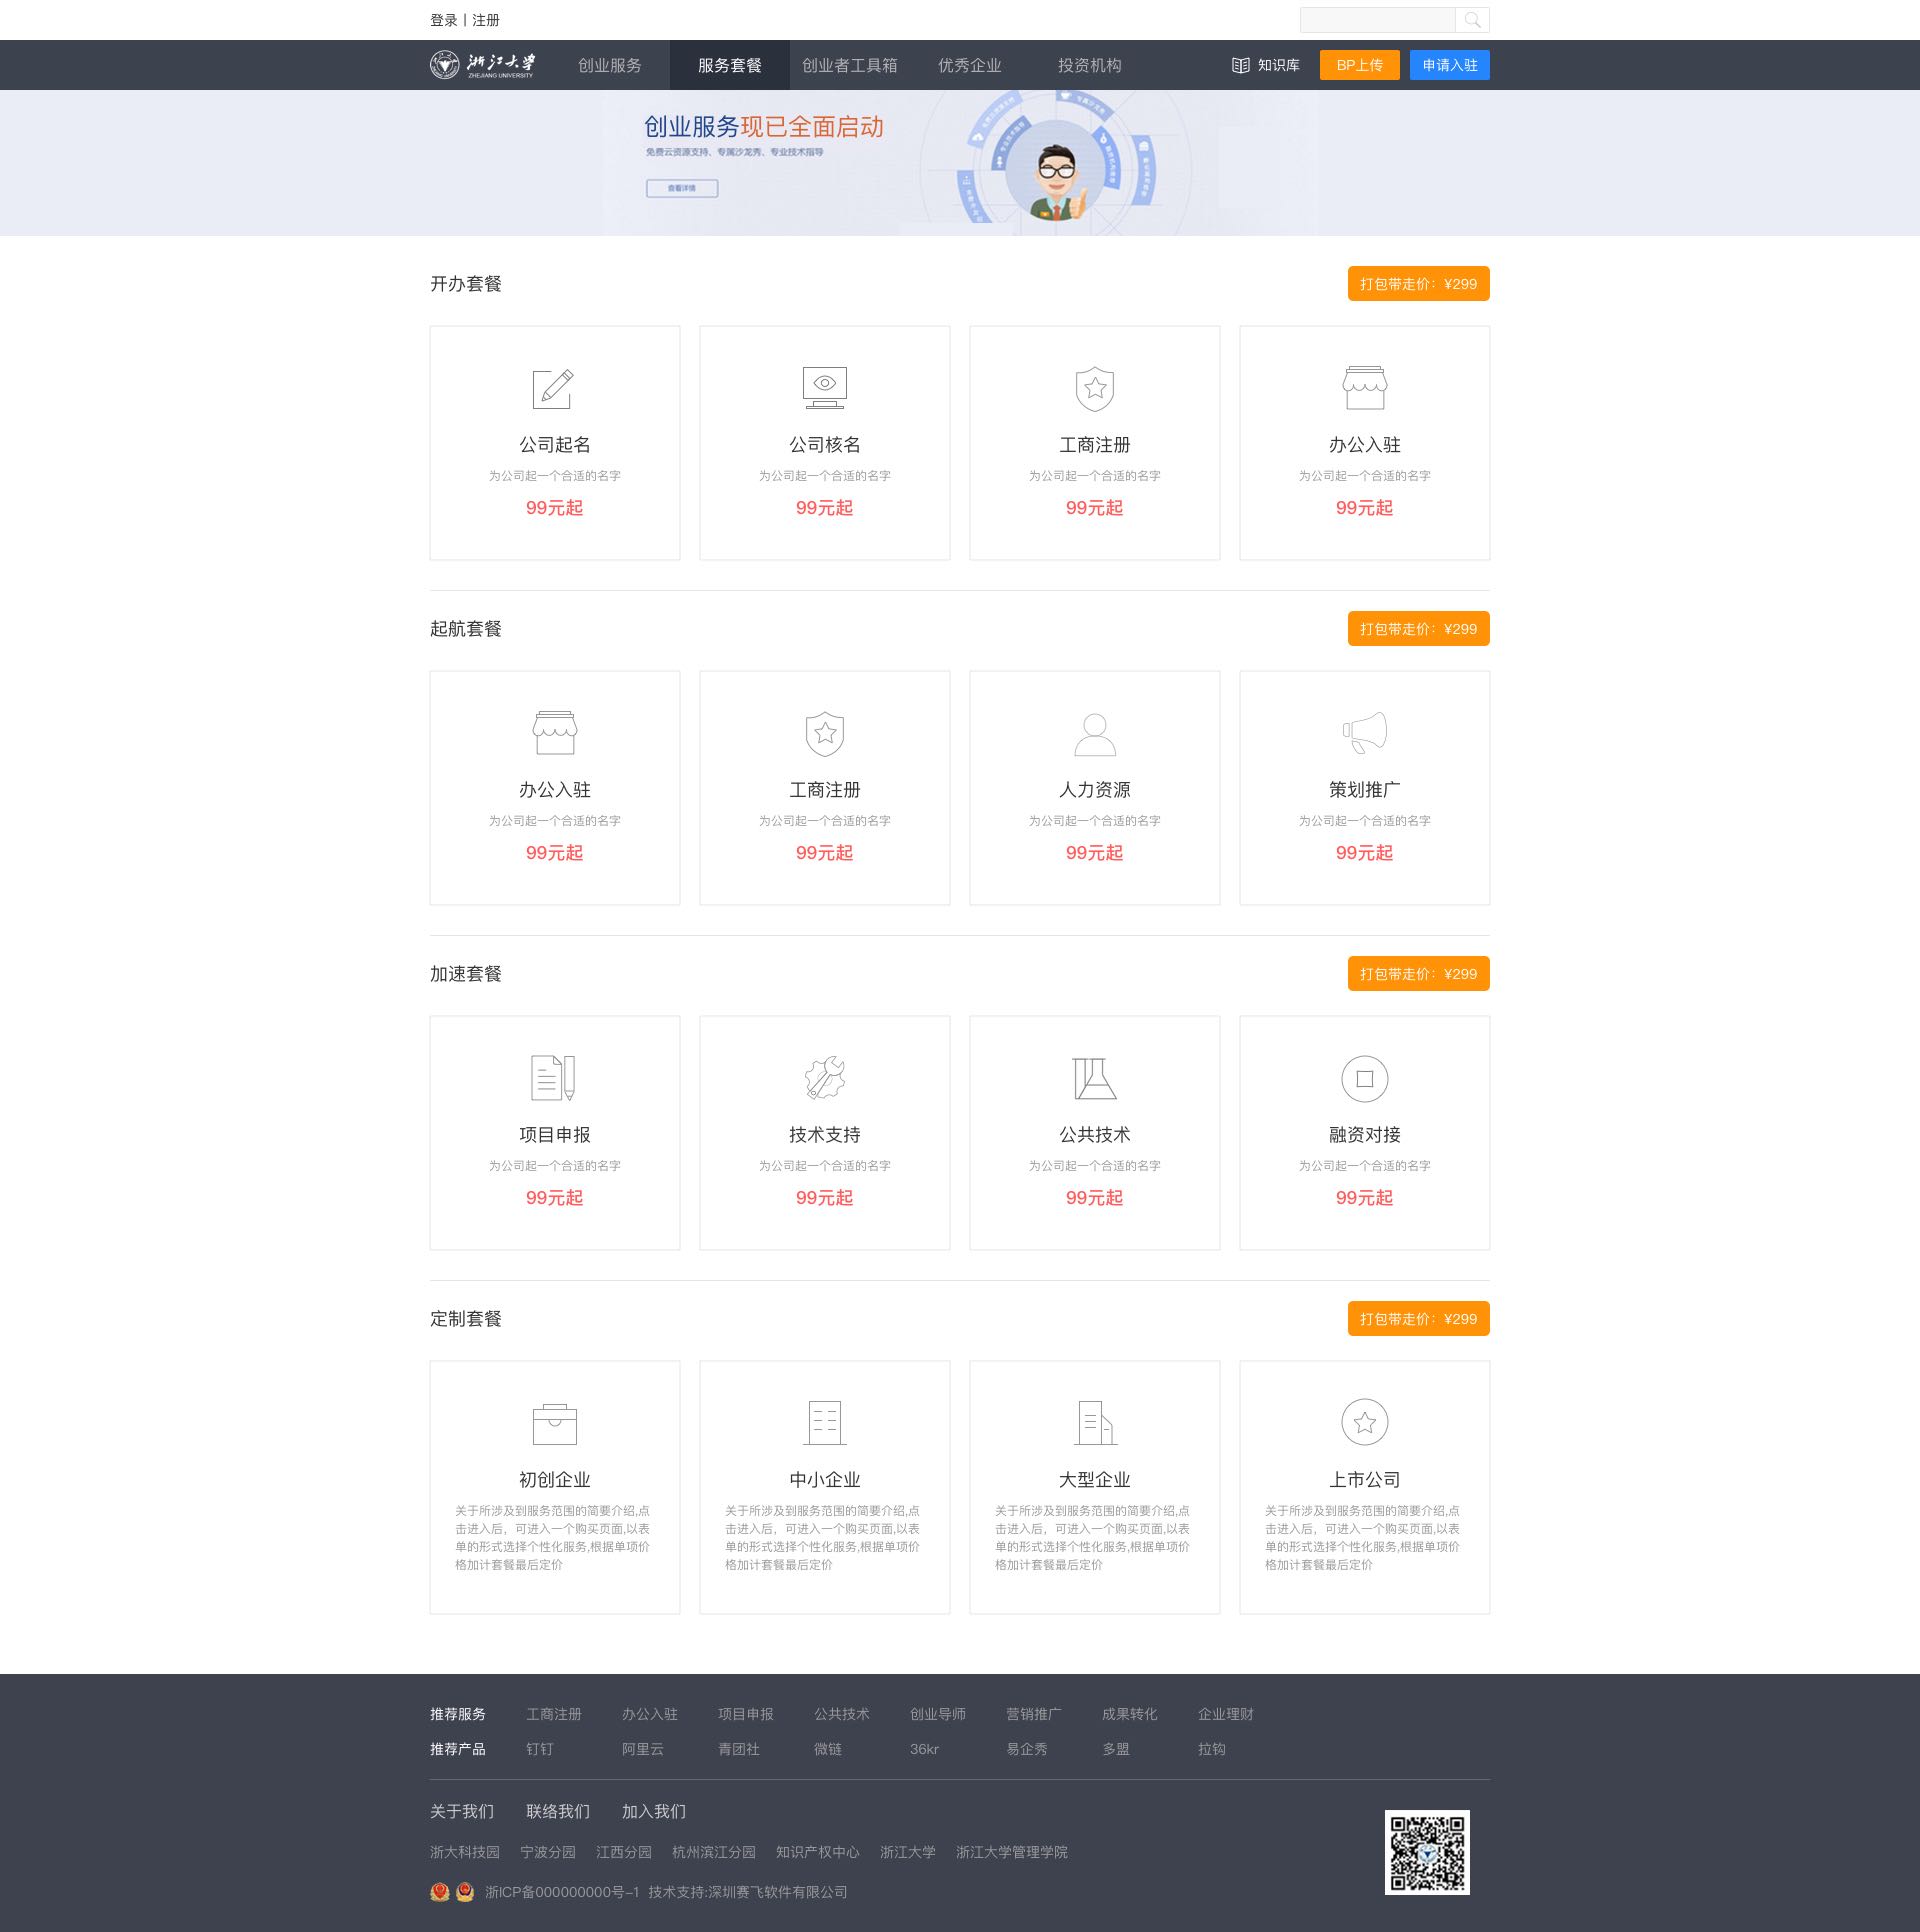 登录丨注册
浙江大学
ZHEJIANG UNIVERSITY
创业服务 服务套餐 创业者工具箱 优秀企业 投资机构 知识库 BP上传 申请入驻
创业服务现已全面启动
免费云资源支持、专属沙龙秀、专业技术指导
查看详情
开办套餐 打包带走价：¥299
公司起名 公司核名 工商注册 办公入驻
为公司起一个合适的名字 为公司起一个合适的名字 为公司起一个合适的名字 为公司起一个合适的名字
99元起 99元起 99元起 99元起
起航套餐 打包带走价：¥299
办公入驻 工商注册 人力资源 策划推广
为公司起一个合适的名字 为公司起一个合适的名字 为公司起一个合适的名字 为公司起一个合适的名字
99元起 99元起 99元起 99元起
加速套餐 打包带走价：¥299
项目申报 技术支持 公共技术 融资对接
为公司起一个合适的名字 为公司起一个合适的名字 为公司起一个合适的名字 为公司起一个合适的名字
99元起 99元起 99元起 99元起
定制套餐 打包带走价：¥299
初创企业
关于所涉及到服务范围的简要介绍,点
击进入后，可进入一个购买页面,以表
单的形式选择个性化服务,根据单项价
格加计套餐最后定价
中小企业
关于所涉及到服务范围的简要介绍,点
击进入后，可进入一个购买页面,以表
单的形式选择个性化服务,根据单项价
格加计套餐最后定价
大型企业
关于所涉及到服务范围的简要介绍,点
击进入后，可进入一个购买页面,以表
单的形式选择个性化服务,根据单项价
格加计套餐最后定价
上市公司
关于所涉及到服务范围的简要介绍,点
击进入后，可进入一个购买页面,以表
单的形式选择个性化服务,根据单项价
格加计套餐最后定价
推荐服务 工商注册 办公入驻 项目申报 公共技术 创业导师 营销推广 成果转化 企业理财
推荐产品 钉钉 阿里云 青团社 微链 36kr 易企秀 多盟 拉钩
关于我们 联络我们 加入我们
浙大科技园 宁波分园 江西分园 杭州滨江分园 知识产权中心 浙江大学 浙江大学管理学院
浙ICP备000000000号-1 技术支持:深圳赛飞软件有限公司